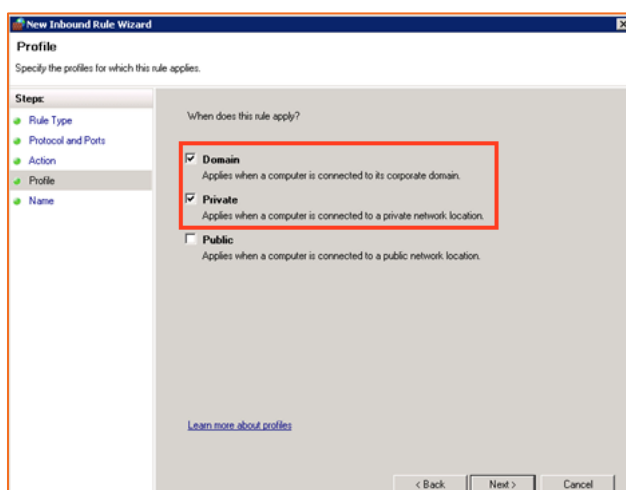 New Inbound Rule Wizard
Profile
Specify the profiles for which this rule applies.
Steps:
Rule Type
Protocol and Ports
Action
Profile
Name
When does this rule apply?
Domain
Applies when a computer is connected to its corporate domain.
Private
Applies when a computer is connected to a private network location.
Public
Applies when a computer is connected to a public network location.
Learn more about profiles
< Back
Next >
Cancel